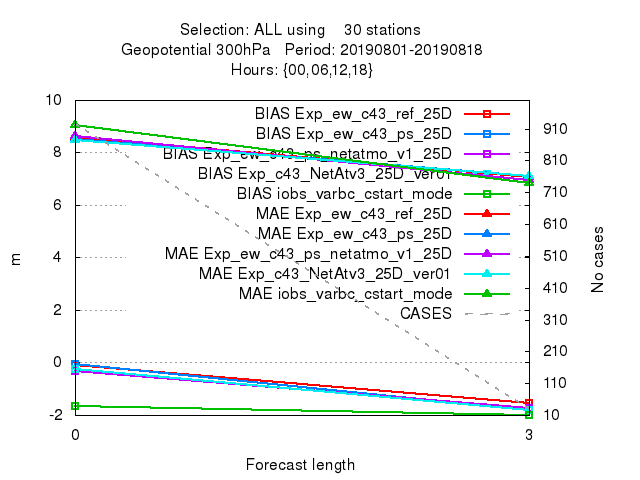 Selection: ALL using 30 stations
Geopotential 300hPa Period: 20190801-20190818
Hours: {00,06,12,18}
10
8
6
4
2
0
-2
m
BIAS Exp_ew_c43_ref_25D
BIAS Exp_ew_c43_ps_25D
BIAS Exp_ew_c43_ps_netatmo_v1_25D
BIAS Exp_c43_NetAtv3_25D_ver01
BIAS iobs_varbc_cstart_mode
MAE Exp_ew_c43_ref_25D
MAE Exp_ew_c43_ps_25D
MAE Exp_ew_c43_ps_netatmo_v1_25D
MAE Exp_c43_NetAtv3_25D_ver01
MAE iobs_varbc_cstart_mode
CASES
910
810
710
610
510
410
310
210
110
10
No cases
0
3
Forecast length